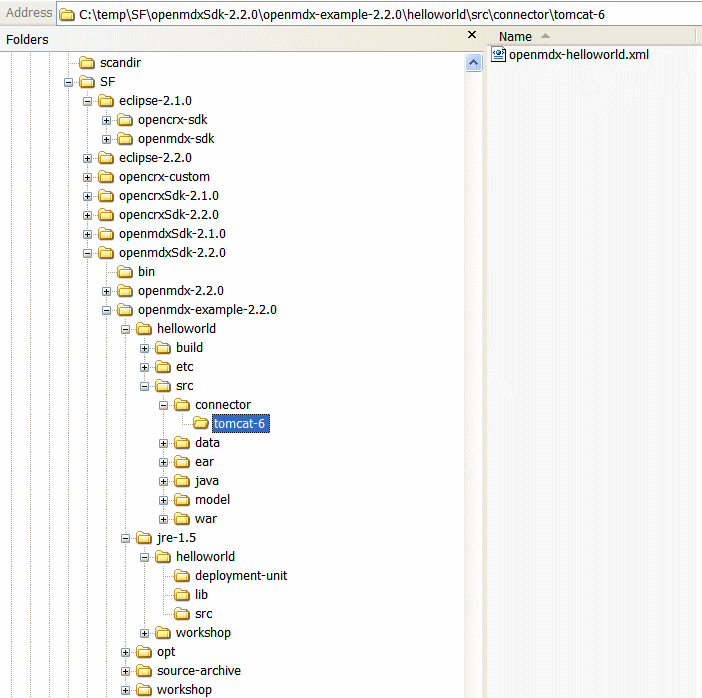 Address C:\temp\SF\openmdxSdk-2.2.0\openmdx-example-2.2.0\helloworld\src\connector\tomcat-6
Folders
Name
openmdx-helloworld.xml
scandir
SF
eclipse-2.1.0
opencrx-sdk
openmdx-sdk
eclipse-2.2.0
opencrx-custom
opencrxSdk-2.1.0
opencrxSdk-2.2.0
openmdxSdk-2.1.0
openmdxSdk-2.2.0
bin
openmdx-2.2.0
openmdx-example-2.2.0
helloworld
build
etc
src
connector
tomcat-6
data
ear
java
model
war
jre-1.5
helloworld
deployment-unit
lib
src
workshop
opt
source-archive
workshop